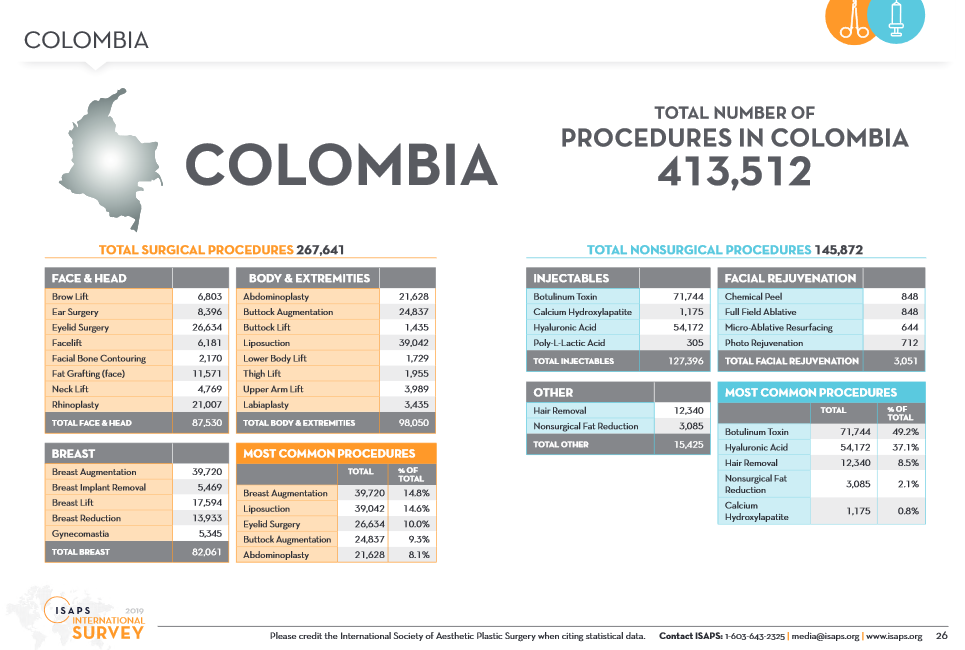 COLOMBIA
COLOMBIA
TOTAL NUMBER OF
PROCEDURES IN COLOMBIA
413,512
TOTAL SURGICAL PROCEDURES 267,641
FACE & HEAD
Brow Lift 6,803
Ear Surgery 8,396
Eyelid Surgery 26,634
Facelift 6,181
Facial Bone Contouring 2,170
Fat Grafting (face) 11,571
Neck Lift 4,769
Rhinoplasty 21,007
TOTAL FACE & HEAD 87,530
BODY & EXTREMITIES
Abdominoplasty 21,628
Buttock Augmentation 24,837
Buttock Lift 1,435
Liposuction 39,042
Lower Body Lift 1,729
Thigh Lift 1,955
Upper Arm Lift 3,989
Labiaplasty 3,435
TOTAL BODY & EXTREMITIES 98,050
BREAST
Breast Augmentation 39,720
Breast Implant Removal 5,469
Breast Lift 17,594
Breast Reduction 13,933
Gynecomastia 5,345
TOTAL BREAST 82,061
MOST COMMON PROCEDURES
TOTAL % OF
TOTAL
Breast Augmentation 39,720 14.8%
Liposuction 39,042 14.6%
Eyelid Surgery 26,634 10.0%
Buttock Augmentation 24,837 9.3%
Abdominoplasty 21,628 8.1%
TOTAL NONSURGICAL PROCEDURES 145,872
INJECTABLES
Botulinum Toxin 71,744
Calcium Hydroxylapatite 1,175
Hyaluronic Acid 54,172
Poly-L-Lactic Acid 305
TOTAL INJECTABLES 127,396
FACIAL REJUVENATION
Chemical Peel 848
Full Field Ablative 848
Micro-Ablative Resurfacing 644
Photo Rejuvenation 712
TOTAL FACIAL REJUVENATION 3,051
OTHER
Hair Removal 12,340
Nonsurgical Fat Reduction 3,085
TOTAL OTHER 15,425
MOST COMMON PROCEDURES
TOTAL % OF
TOTAL
Botulinum Toxin 71,744 49.2%
Hyaluronic Acid 54,172 37.1%
Hair Removal 12,340 8.5%
Nonsurgical Fat
Reduction 3,085 2.1%
Calcium
Hydroxylapatite 1,175 0.8%
ISAPS 2019
INTERNATIONAL
SURVEY
Please credit the International Society of Aesthetic Plastic Surgery when citing statistical data. Contact ISAPS: 1-603-643-2325 | media@isaps.org | www.isaps.org 26